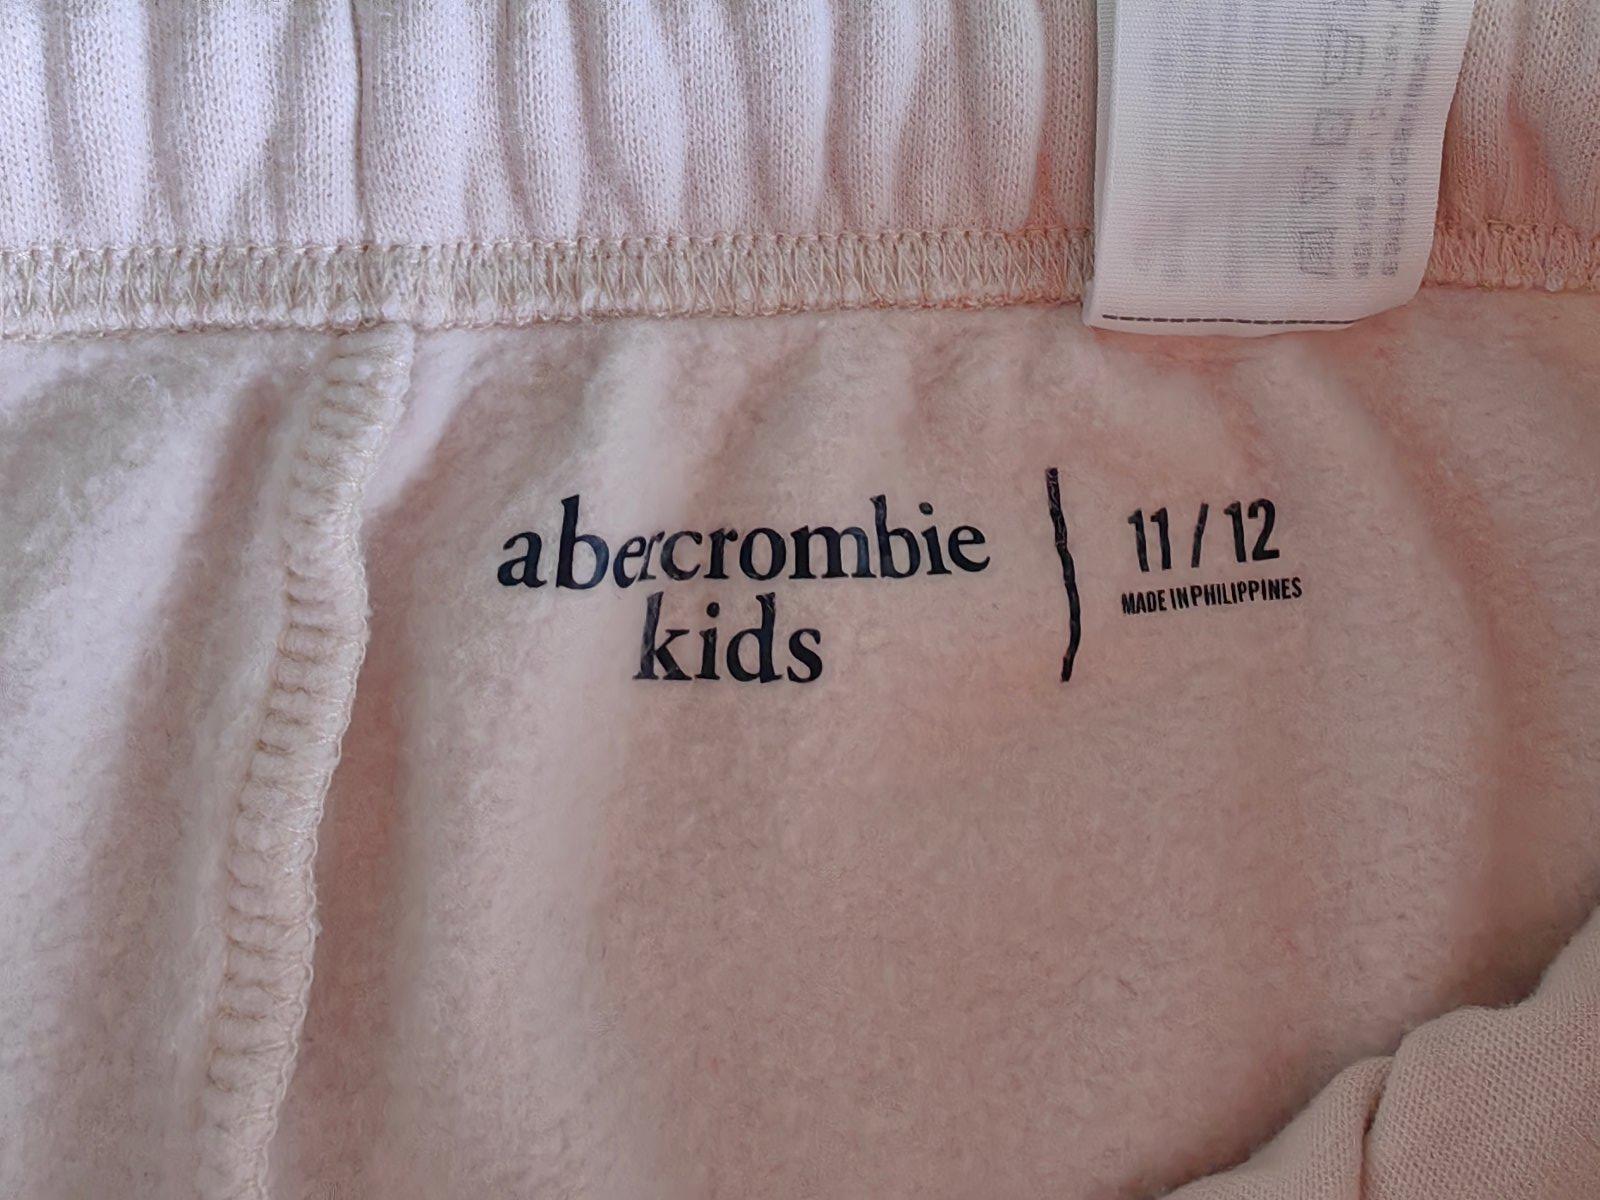 abercrombie
kids
11 / 12
MADE IN PHILIPPINES